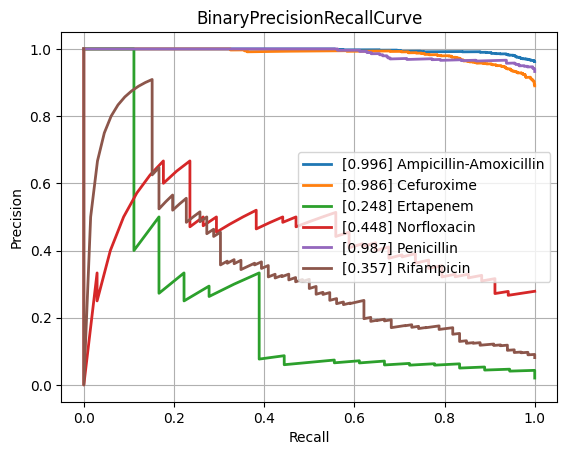 BinaryPrecisionRecallCurve
1.0
0.8
0.6
0.4
0.2
0.0
Precision
[0.996] Ampicillin-Amoxicillin
[0.986] Cefuroxime
[0.248] Ertapenem
[0.448] Norfloxacin
[0.987] Penicillin
[0.357] Rifampicin
0.0 0.2 0.4 0.6 0.8 1.0
Recall